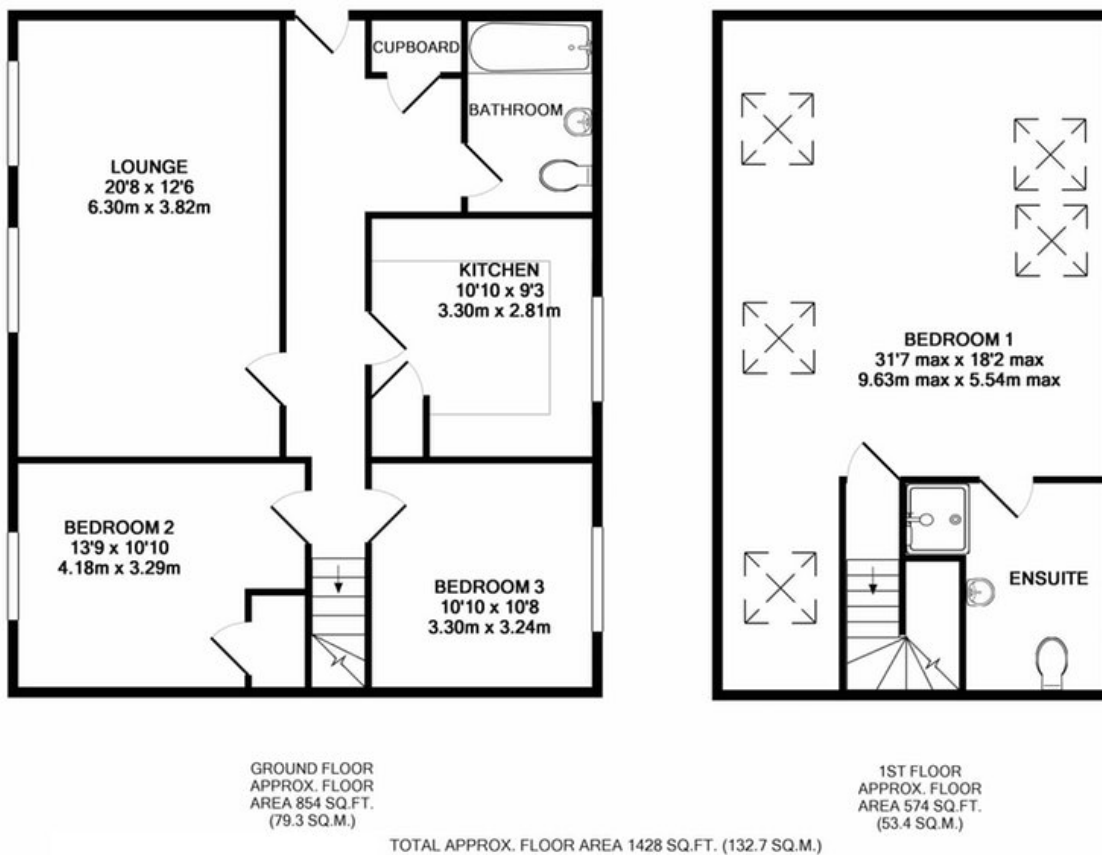 CUPBOARD
BATHROOM
LOUNGE
20'8 x 12'6
6.30m x 3.82m
KITCHEN
10'10 x 9'3
3.30m x 2.81m
BEDROOM 2
13'9 x 10'10
4.18m x 3.29m
BEDROOM 3
10'10 x 10'8
3.30m x 3.24m
GROUND FLOOR
APPROX. FLOOR
AREA 854 SQ.FT.
(79.3 SQ.M.)
BEDROOM 1
31'7 max x 18'2 max
9.63m max x 5.54m max
ENSUITE
1ST FLOOR
APPROX. FLOOR
AREA 574 SQ.FT.
(53.4 SQ.M.)
TOTAL APPROX. FLOOR AREA 1428 SQ.FT. (132.7 SQ.M.)